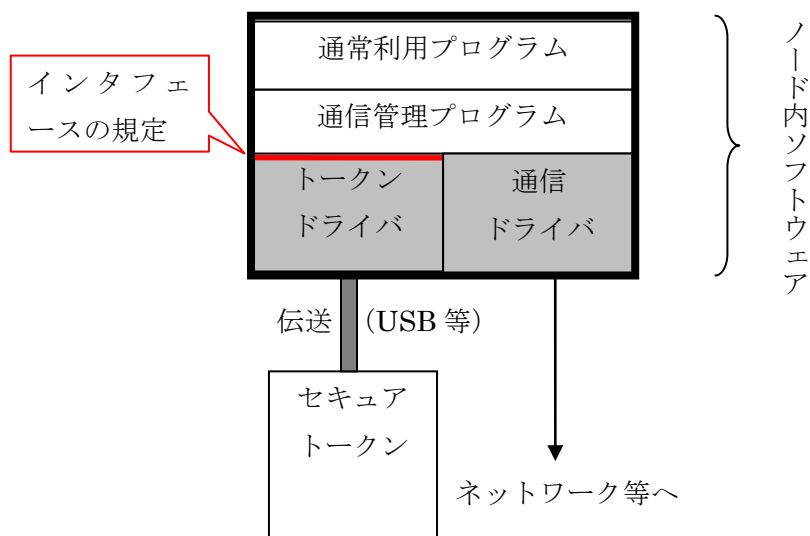 通常利用プログラム
インタフェ
ースの規定
通信管理プログラム
トークン
ドライバ
通信
ドライバ
ノード内ソフトウェア
伝送
（USB 等）
セキュア
トークン
ネットワーク等へ